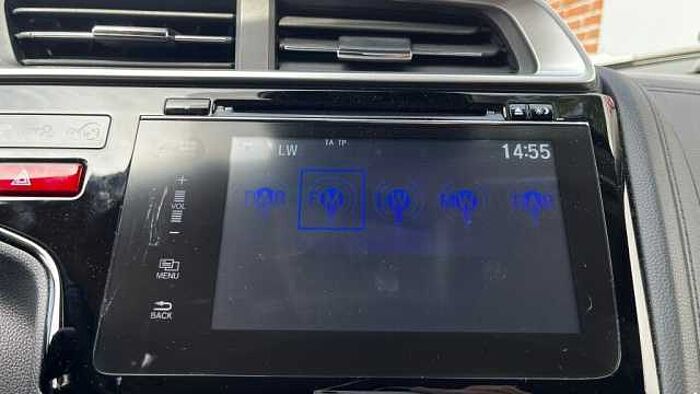 TA TP
LW
14:55
DAB FM LW MW DAB
VOL
+
−
MENU
BACK